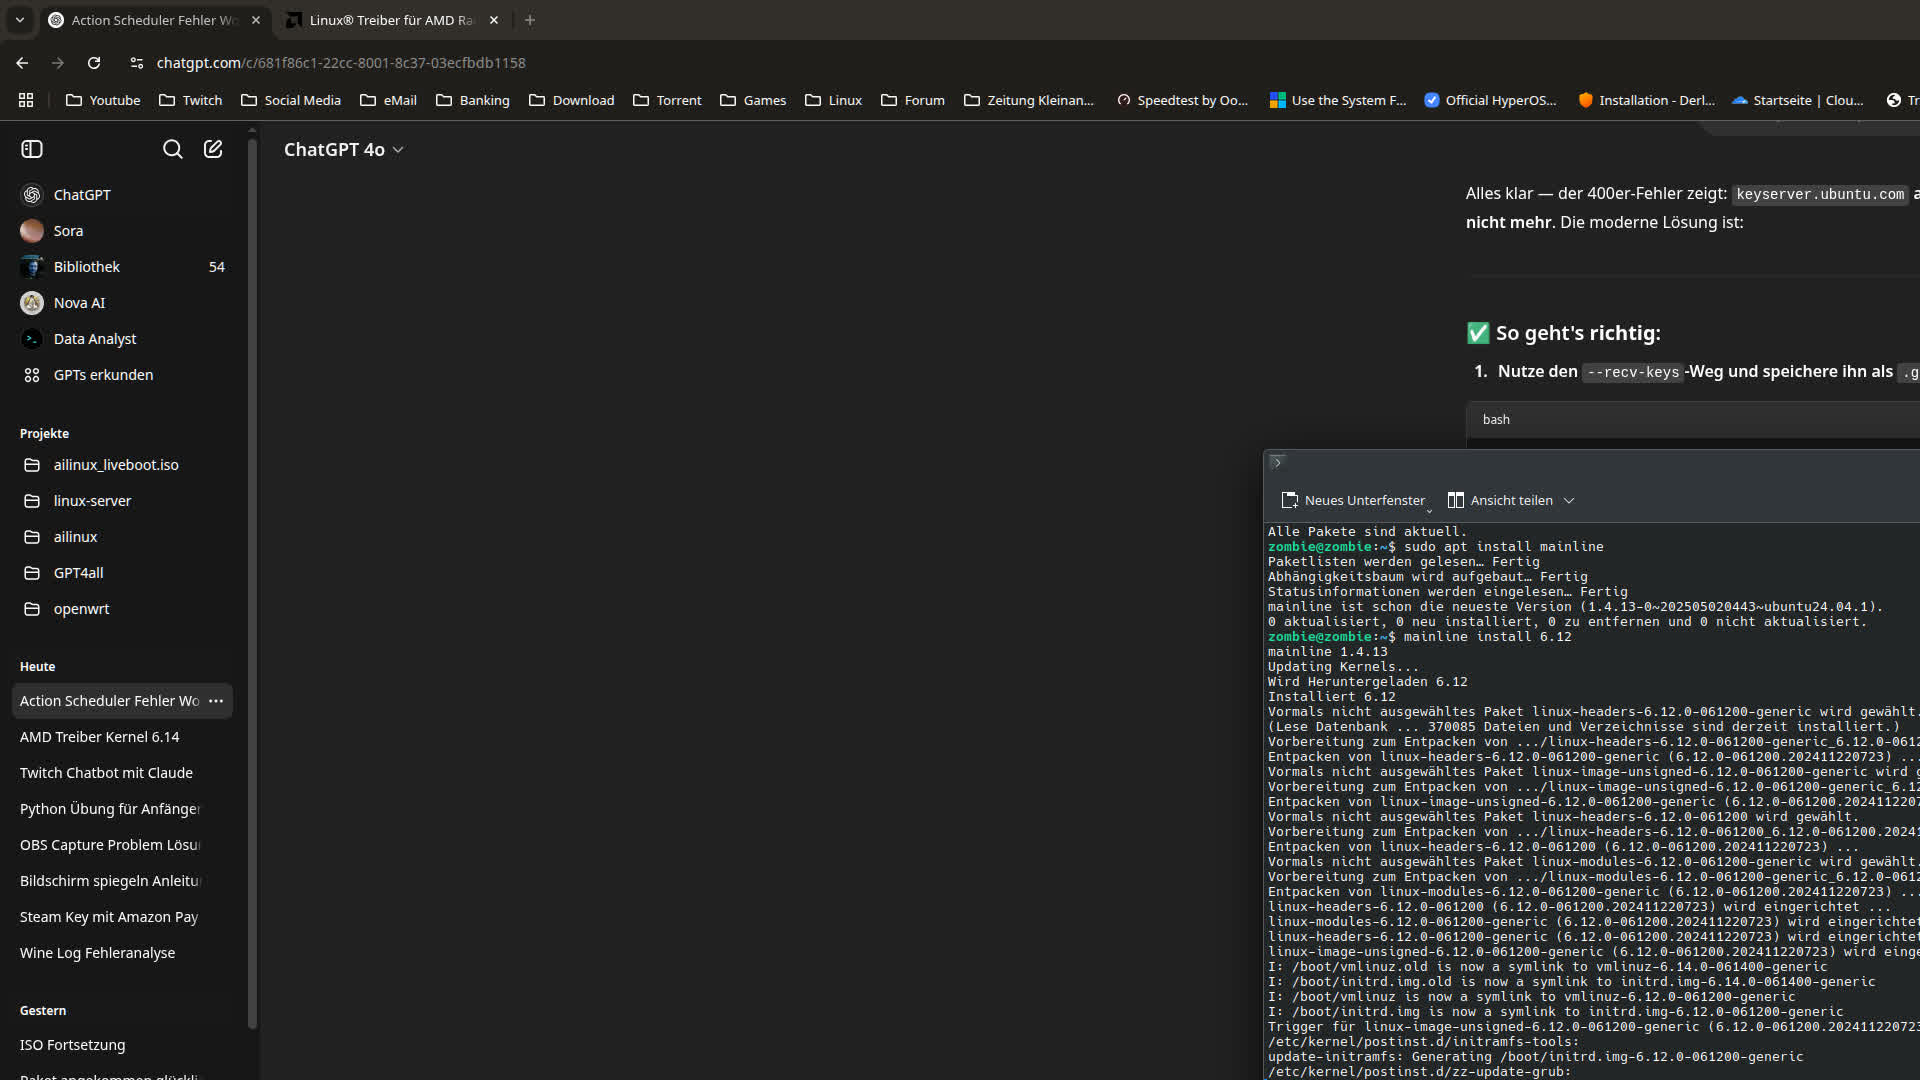 Action Scheduler Fehler Wo
Linux® Treiber für AMD Ra
chatgpt.com/c/681f86c1-22cc-8001-8c37-03ecfbdb1158
Youtube
Twitch
Social Media
eMail
Banking
Download
Torrent
Games
Linux
Forum
Zeitung Kleinan...
Speedtest by Oo...
Use the System F...
Official HyperOS...
Installation - Derl...
Startseite | Clou...
Tr
ChatGPT 4o
ChatGPT
Sora
Bibliothek 54
Nova AI
Data Analyst
GPTs erkunden
Projekte
ailinux_liveboot.iso
linux-server
ailinux
GPT4all
openwrt
Heute
Action Scheduler Fehler Wo
AMD Treiber Kernel 6.14
Twitch Chatbot mit Claude
Python Übung für Anfänger
OBS Capture Problem Lösu
Bildschirm spiegeln Anleitu
Steam Key mit Amazon Pay
Wine Log Fehleranalyse
Gestern
ISO Fortsetzung
Alles klar — der 400er-Fehler zeigt: keyserver.ubuntu.com a
nicht mehr. Die moderne Lösung ist:
✅ So geht's richtig:
1. Nutze den --recv-keys-Weg und speichere ihn als .g
bash
Neues Unterfenster
Ansicht teilen
Alle Pakete sind aktuell.
zombie@zombie:~$ sudo apt install mainline
Paketlisten werden gelesen… Fertig
Abhängigkeitsbaum wird aufgebaut… Fertig
Statusinformationen werden eingelesen… Fertig
mainline ist schon die neueste Version (1.4.13-0~202505020443~ubuntu24.04.1).
0 aktualisiert, 0 neu installiert, 0 zu entfernen und 0 nicht aktualisiert.
zombie@zombie:~$ mainline install 6.12
mainline 1.4.13
Updating Kernels...
Wird Heruntergeladen 6.12
Installiert 6.12
Vormals nicht ausgewähltes Paket linux-headers-6.12.0-061200-generic wird gewählt.
(Lese Datenbank ... 370085 Dateien und Verzeichnisse sind derzeit installiert.)
Vorbereitung zum Entpacken von .../linux-headers-6.12.0-061200-generic_6.12.0-0612
Entpacken von linux-headers-6.12.0-061200-generic (6.12.0-061200.202411220723) ...
Vormals nicht ausgewähltes Paket linux-image-unsigned-6.12.0-061200-generic wird g
Vorbereitung zum Entpacken von .../linux-image-unsigned-6.12.0-061200-generic_6.12
Entpacken von linux-image-unsigned-6.12.0-061200-generic (6.12.0-061200.2024112207
Vormals nicht ausgewähltes Paket linux-headers-6.12.0-061200 wird gewählt.
Vorbereitung zum Entpacken von .../linux-headers-6.12.0-061200_6.12.0-061200.20241
Entpacken von linux-headers-6.12.0-061200 (6.12.0-061200.202411220723) ...
Vormals nicht ausgewähltes Paket linux-modules-6.12.0-061200-generic wird gewählt.
Vorbereitung zum Entpacken von .../linux-modules-6.12.0-061200-generic_6.12.0-0612
Entpacken von linux-modules-6.12.0-061200-generic (6.12.0-061200.202411220723) ...
linux-headers-6.12.0-061200 (6.12.0-061200.202411220723) wird eingerichtet ...
linux-modules-6.12.0-061200-generic (6.12.0-061200.202411220723) wird eingerichtet
linux-headers-6.12.0-061200-generic (6.12.0-061200.202411220723) wird eingerichtet
linux-image-unsigned-6.12.0-061200-generic (6.12.0-061200.202411220723) wird einge
I: /boot/vmlinuz.old is now a symlink to vmlinuz-6.14.0-061400-generic
I: /boot/initrd.img.old is now a symlink to initrd.img-6.14.0-061400-generic
I: /boot/vmlinuz is now a symlink to vmlinuz-6.12.0-061200-generic
I: /boot/initrd.img is now a symlink to initrd.img-6.12.0-061200-generic
Trigger für linux-image-unsigned-6.12.0-061200-generic (6.12.0-061200.202411220723
/etc/kernel/postinst.d/initramfs-tools:
update-initramfs: Generating /boot/initrd.img-6.12.0-061200-generic
/etc/kernel/postinst.d/zz-update-grub: